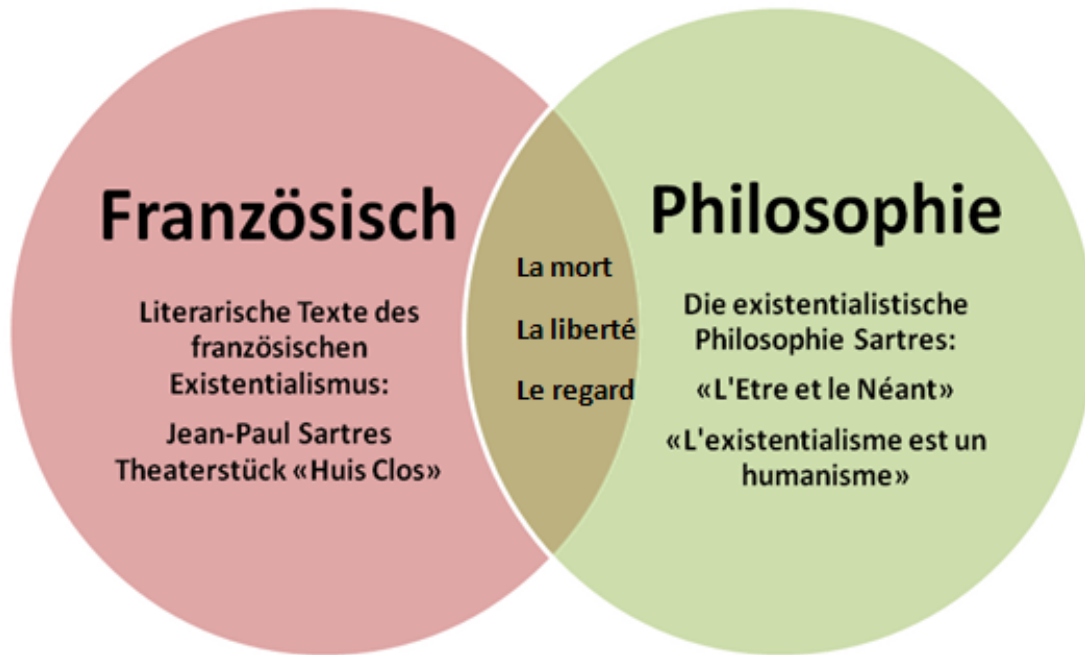 Französisch
Literarische Texte des
französischen
Existentialismus:
Jean-Paul Sartres
Theaterstück «Huis Clos»
La mort
La liberté
Le regard
Philosophie
Die existentialistische
Philosophie Sartres:
«L'Etre et le Néant»
«L'existentialisme est un
humanisme»